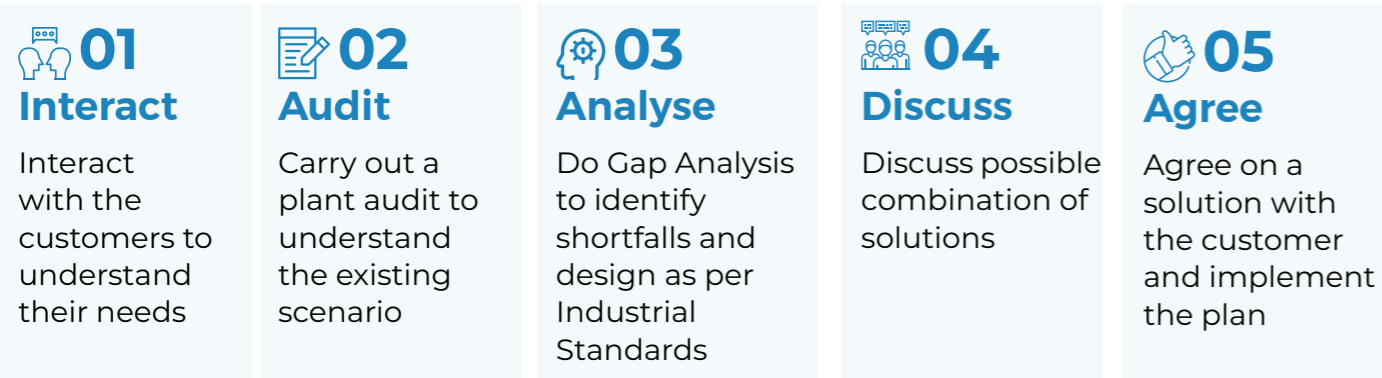 01
Interact
Interact
with the
customers to
understand
their needs
02
Audit
Carry out a
plant audit to
understand
the existing
scenario
03
Analyse
Do Gap Analysis
to identify
shortfalls and
design as per
Industrial
Standards
04
Discuss
Discuss possible
combination of
solutions
05
Agree
Agree on a
solution with
the customer
and implement
the plan